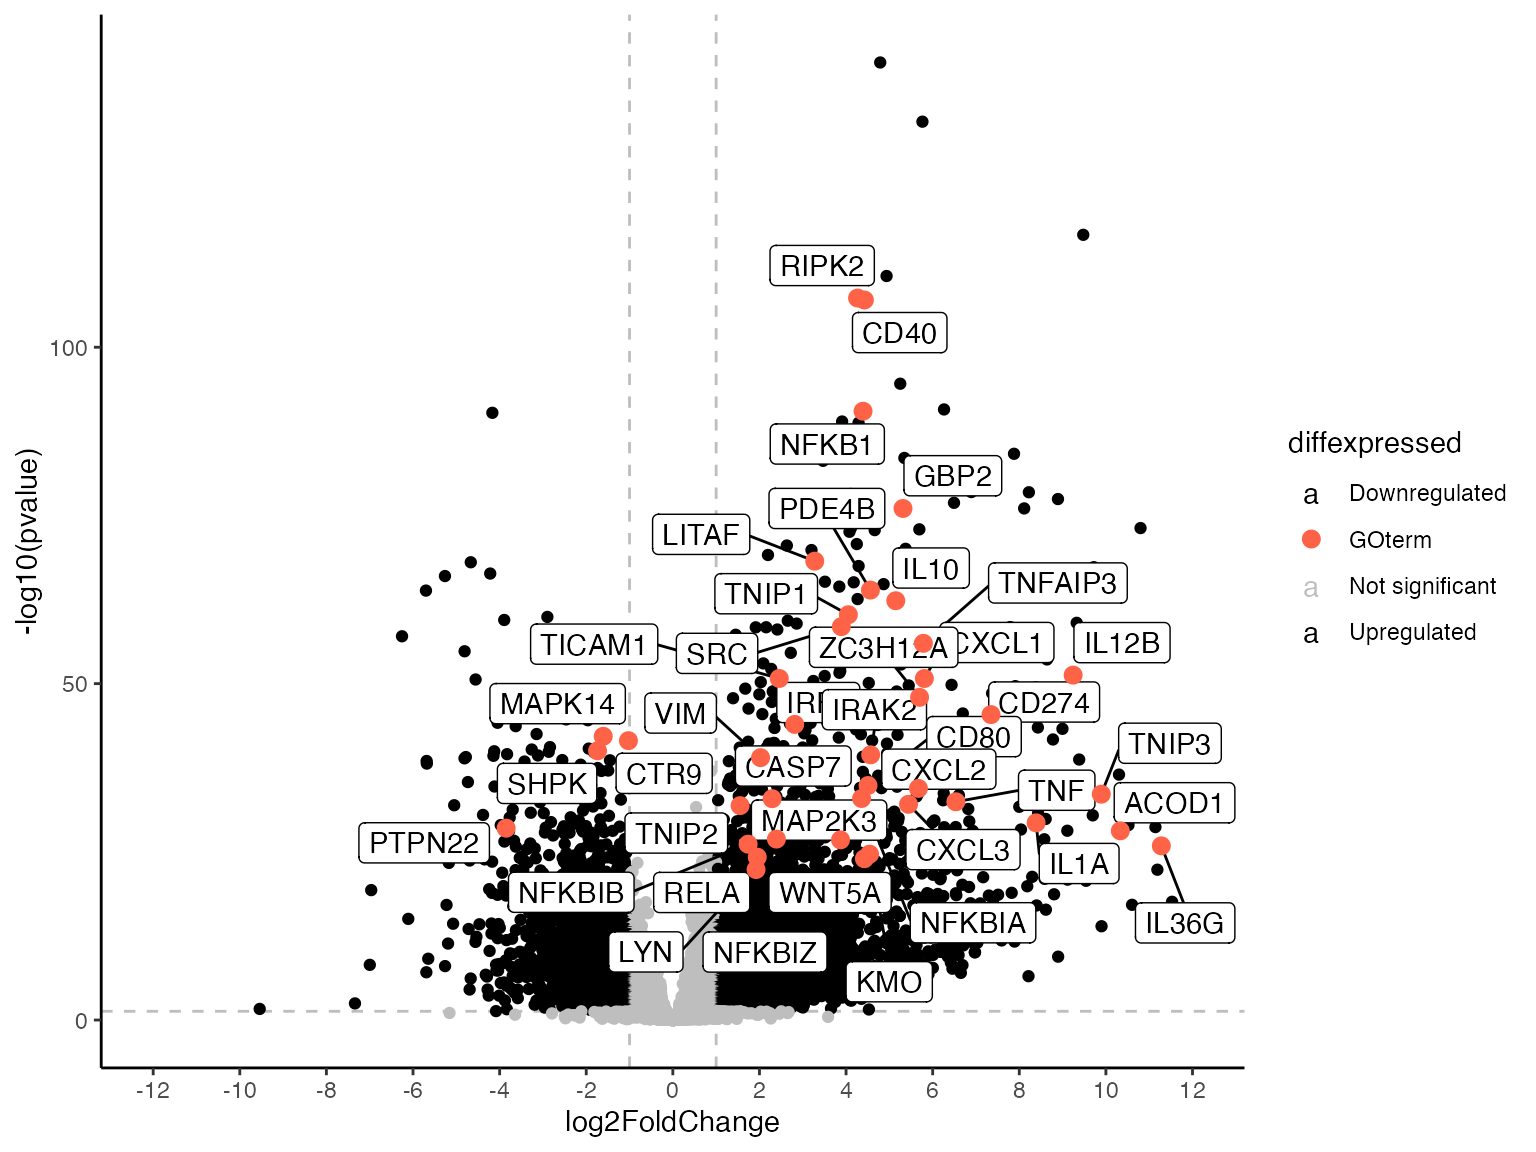 RIPK2
CD40
100
NFKB1
diffexpressed
GBP2
a Downregulated
PDE4B
LITAF
GOterm
IL10
TNFAIP3
a Not significant
TNIP1
-log10(pvalue)
a Upregulated
TICAM1
SRC
ZC3H12A
CXCL1
IL12B
50
MAPK14
VIM
IRAK2
CD274
CD80
TNIP3
SHPK
CTR9
CASP7
CXCL2
TNF
ACOD1
PTPN22
TNIP2
MAP2K3
CXCL3
IL1A
NFKBIB
RELA
WNT5A
NFKBIA
IL36G
LYN
NFKBIZ
KMO
0
-12 -10 -8 -6 -4 -2 0 2 4 6 8 10 12
log2FoldChange